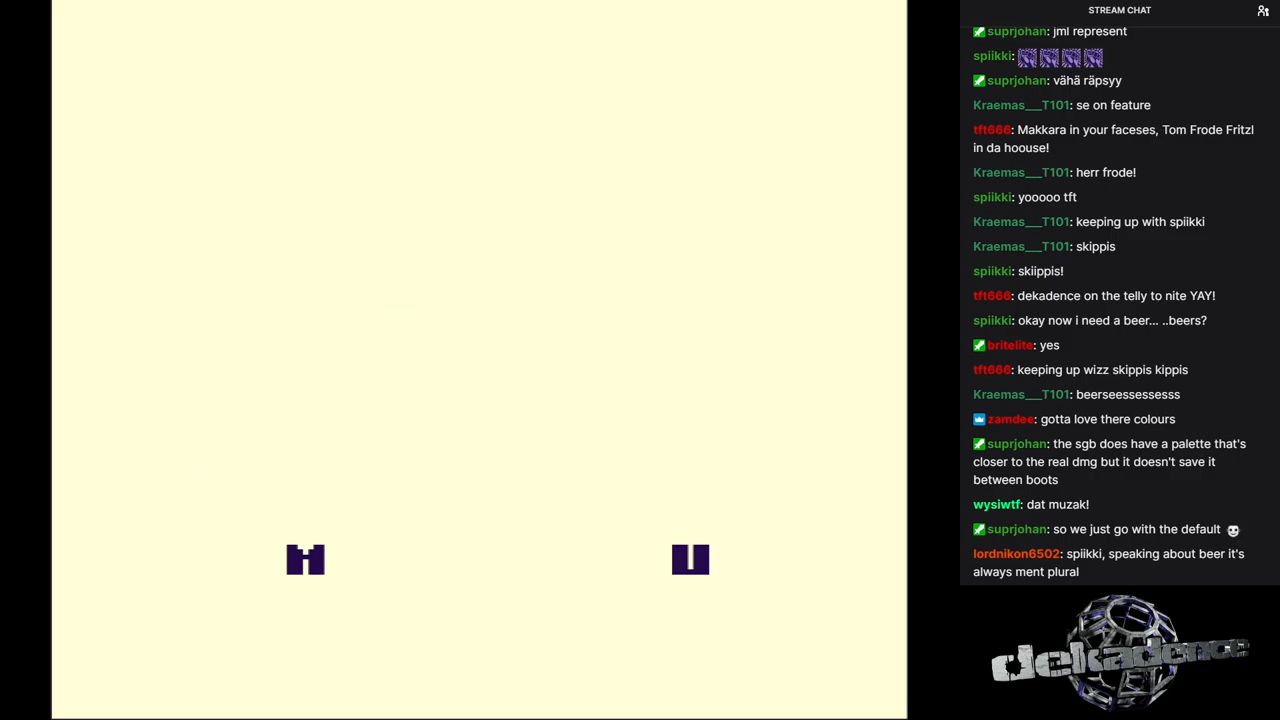 M U
STREAM CHAT
suprjohan: jml represent
spiikki:
suprjohan: vähä räpsyy
Kraemas___T101: se on feature
tft666: Makkara in your faceses, Tom Frode Fritzl
in da hoouse!
Kraemas___T101: herr frode!
spiikki: yooooo tft
Kraemas___T101: keeping up with spiikki
Kraemas___T101: skippis
spiikki: skiippis!
tft666: dekadence on the telly to nite YAY!
spiikki: okay now i need a beer... ..beers?
britelite: yes
tft666: keeping up wizz skippis kippis
Kraemas___T101: beerseessessesss
zamdee: gotta love there colours
suprjohan: the sgb does have a palette that's
closer to the real dmg but it doesn't save it
between boots
wysiwtf: dat muzak!
suprjohan: so we just go with the default
lordnikon6502: spiikki, speaking about beer it's
always ment plural
dekadence